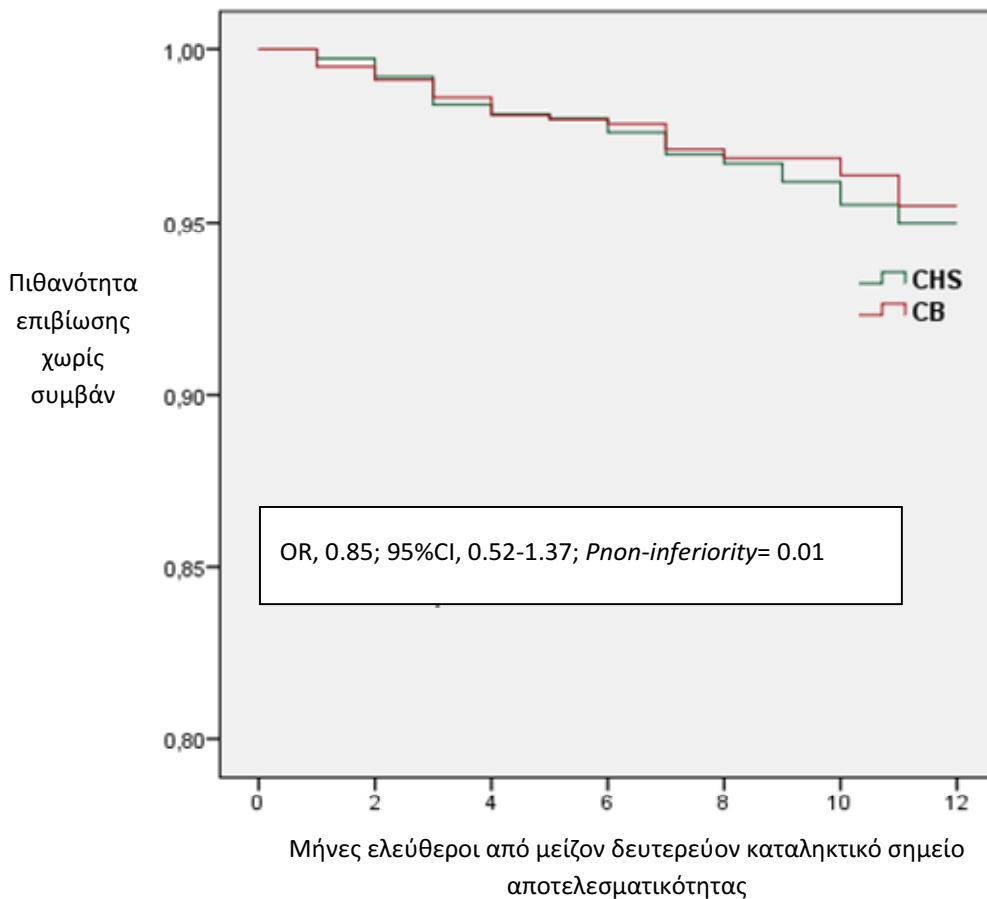 1,00
0,95
Πιθανότητα
επιβίωσης
χωρίς
συμβάν
CHS
CB
0,90
OR, 0.85; 95%CI, 0.52-1.37; Pnon-inferiority= 0.01
0,85
0,80
0 2 4 6 8 10 12
Μήνες ελεύθεροι από μείζον δευτερεύον καταληκτικό σημείο
αποτελεσματικότητας